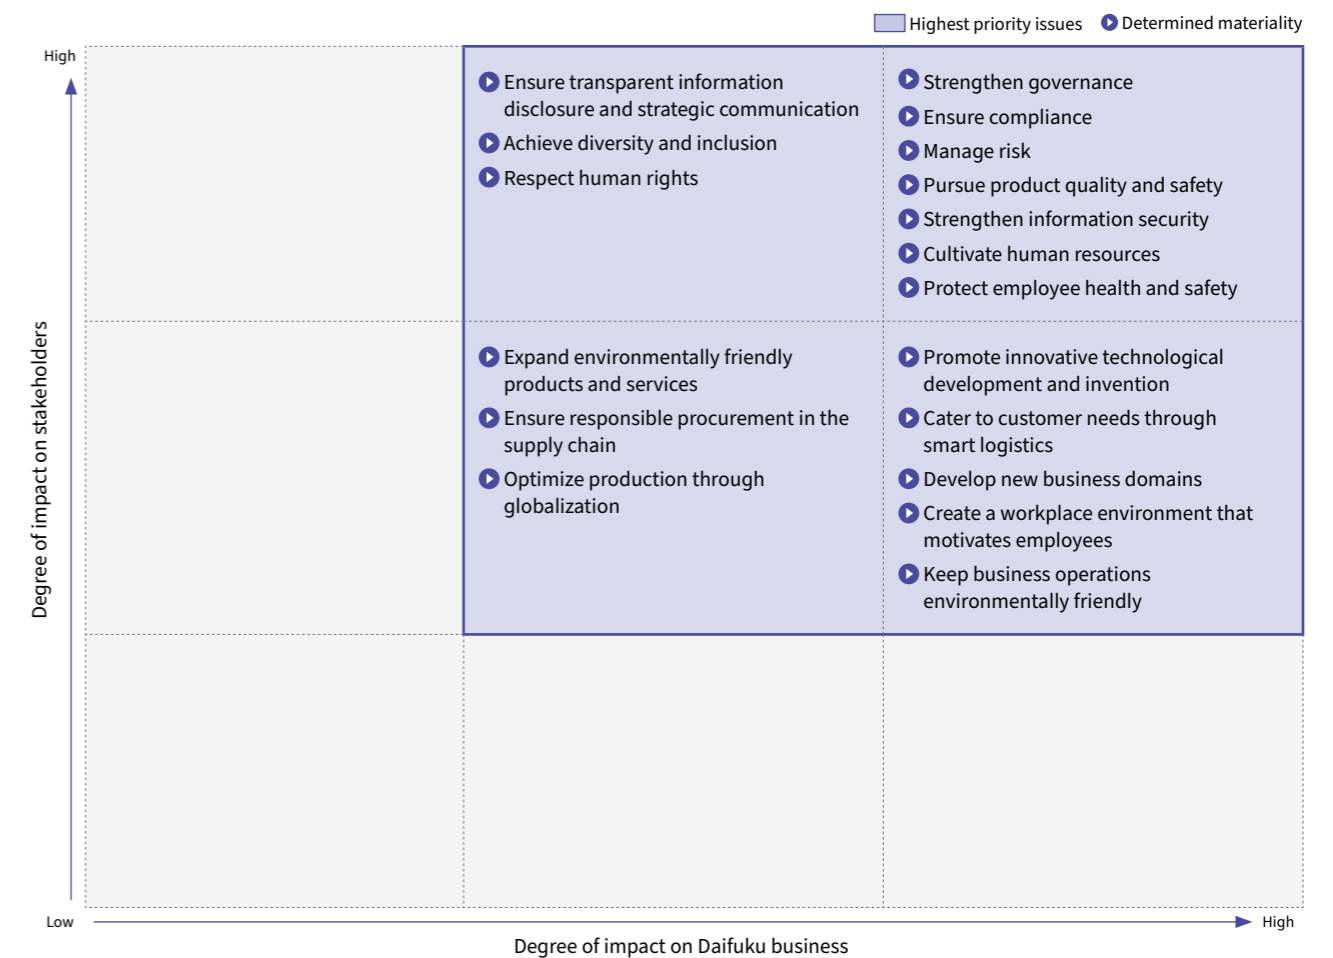 Highest priority issues
Determined materiality
High
Ensure transparent information
disclosure and strategic communication
Achieve diversity and inclusion
Respect human rights
Strengthen governance
Ensure compliance
Manage risk
Pursue product quality and safety
Strengthen information security
Cultivate human resources
Protect employee health and safety
Degree of impact on stakeholders
Expand environmentally friendly
products and services
Ensure responsible procurement in the
supply chain
Optimize production through
globalization
Promote innovative technological
development and invention
Cater to customer needs through
smart logistics
Develop new business domains
Create a workplace environment that
motivates employees
Keep business operations
environmentally friendly
Low
High
Degree of impact on Daifuku business